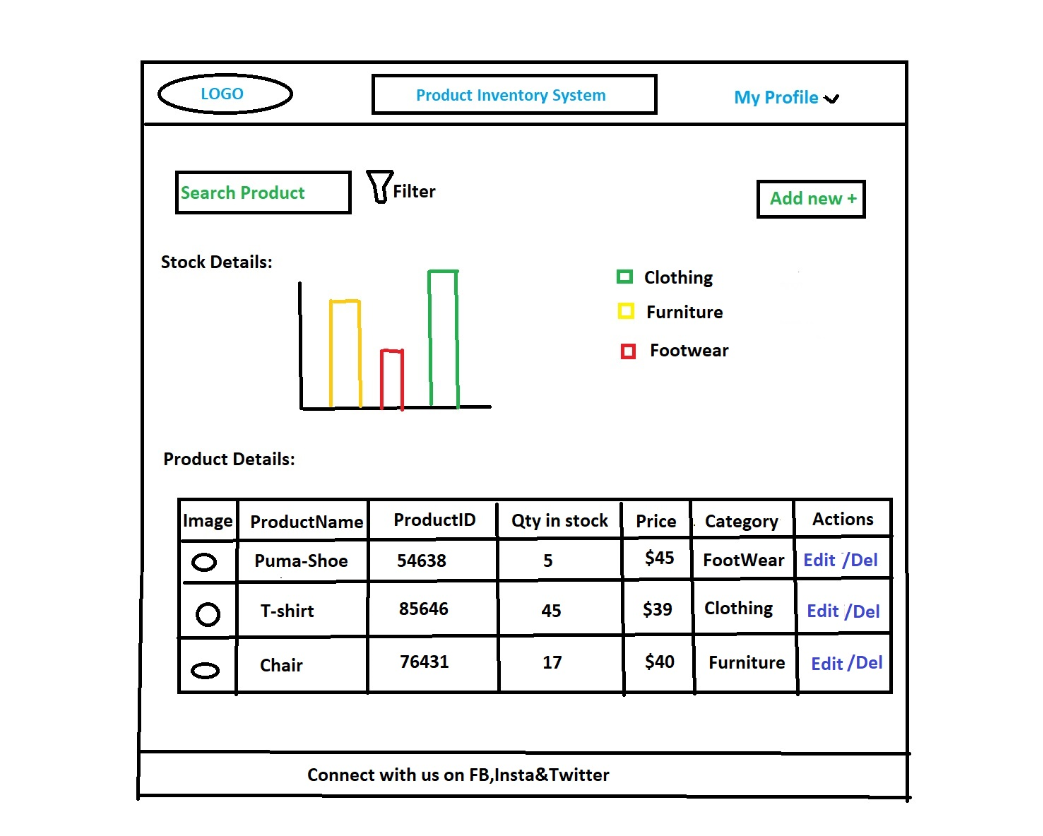 LOGO
Product Inventory System
My Profile
Search Product
Filter
Add new +
Stock Details:
Clothing
Furniture
Footwear
Product Details:
Image ProductName ProductID Qty in stock Price Category Actions
Puma-Shoe 54638 5 $45 FootWear Edit /Del
T-shirt 85646 45 $39 Clothing Edit /Del
Chair 76431 17 $40 Furniture Edit /Del
Connect with us on FB,Insta&Twitter